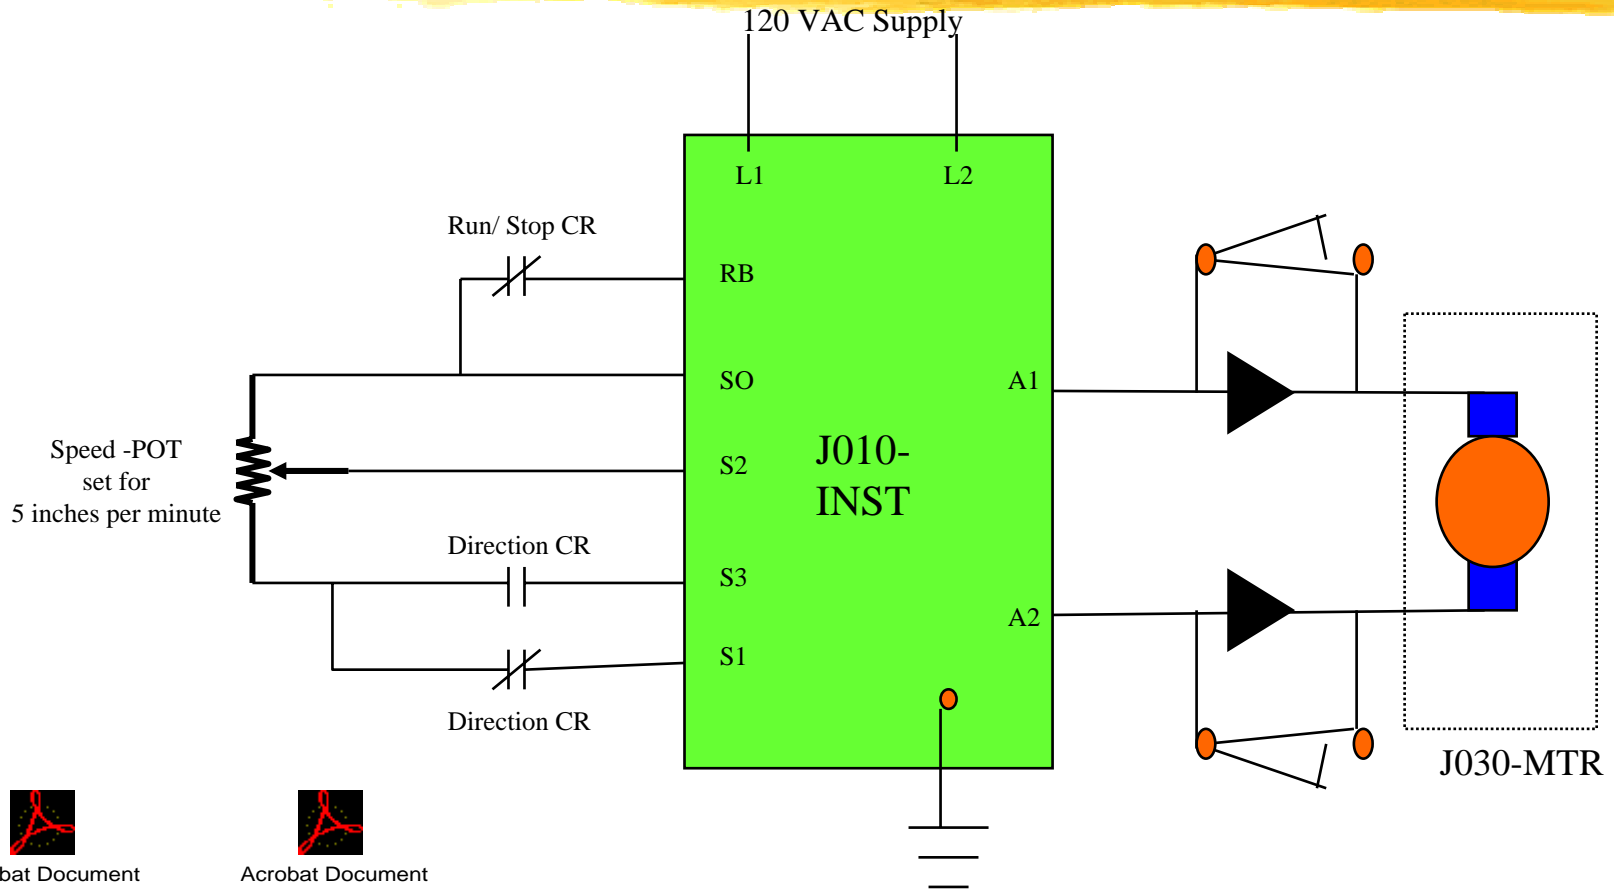 120 VAC Supply
L1
L2
Run/ Stop CR
RB
SO
A1
Speed -POT
set for
5 inches per minute
S2
J010-
INST
Direction CR
S3
A2
S1
Direction CR
J030-MTR
bat Document
Acrobat Document